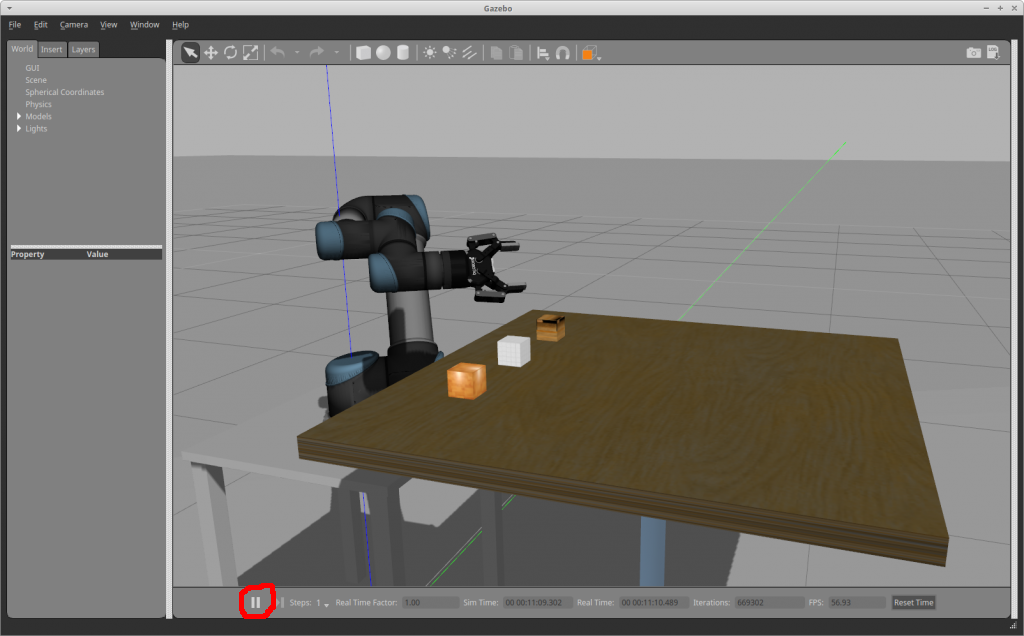 Gazebo
File Edit Camera View Window Help
World Insert Layers
GUI
Scene
Spherical Coordinates
Physics
Models
Lights
Property Value
Steps: 1 Real Time Factor: 1.00 Sim Time: 00 00:11:09.302 Real Time: 00 00:11:10.489 Iterations: 669302 FPS: 56.93 Reset Time